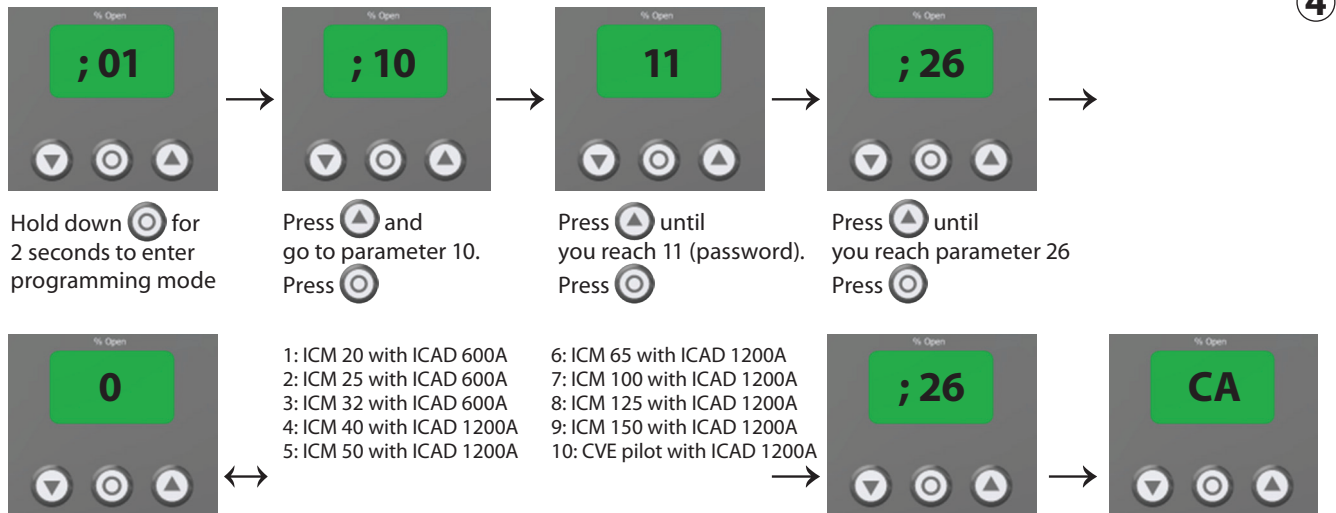 4
% Open
; 01
% Open
; 10
% Open
11
% Open
; 26
Hold down for
2 seconds to enter
programming mode
Press and
go to parameter 10.
Press
Press until
you reach 11 (password).
Press
Press until
you reach parameter 26
Press
% Open
0
1: ICM 20 with ICAD 600A
2: ICM 25 with ICAD 600A
3: ICM 32 with ICAD 600A
4: ICM 40 with ICAD 1200A
5: ICM 50 with ICAD 1200A
6: ICM 65 with ICAD 1200A
7: ICM 100 with ICAD 1200A
8: ICM 125 with ICAD 1200A
9: ICM 150 with ICAD 1200A
10: CVE pilot with ICAD 1200A
% Open
; 26
% Open
CA